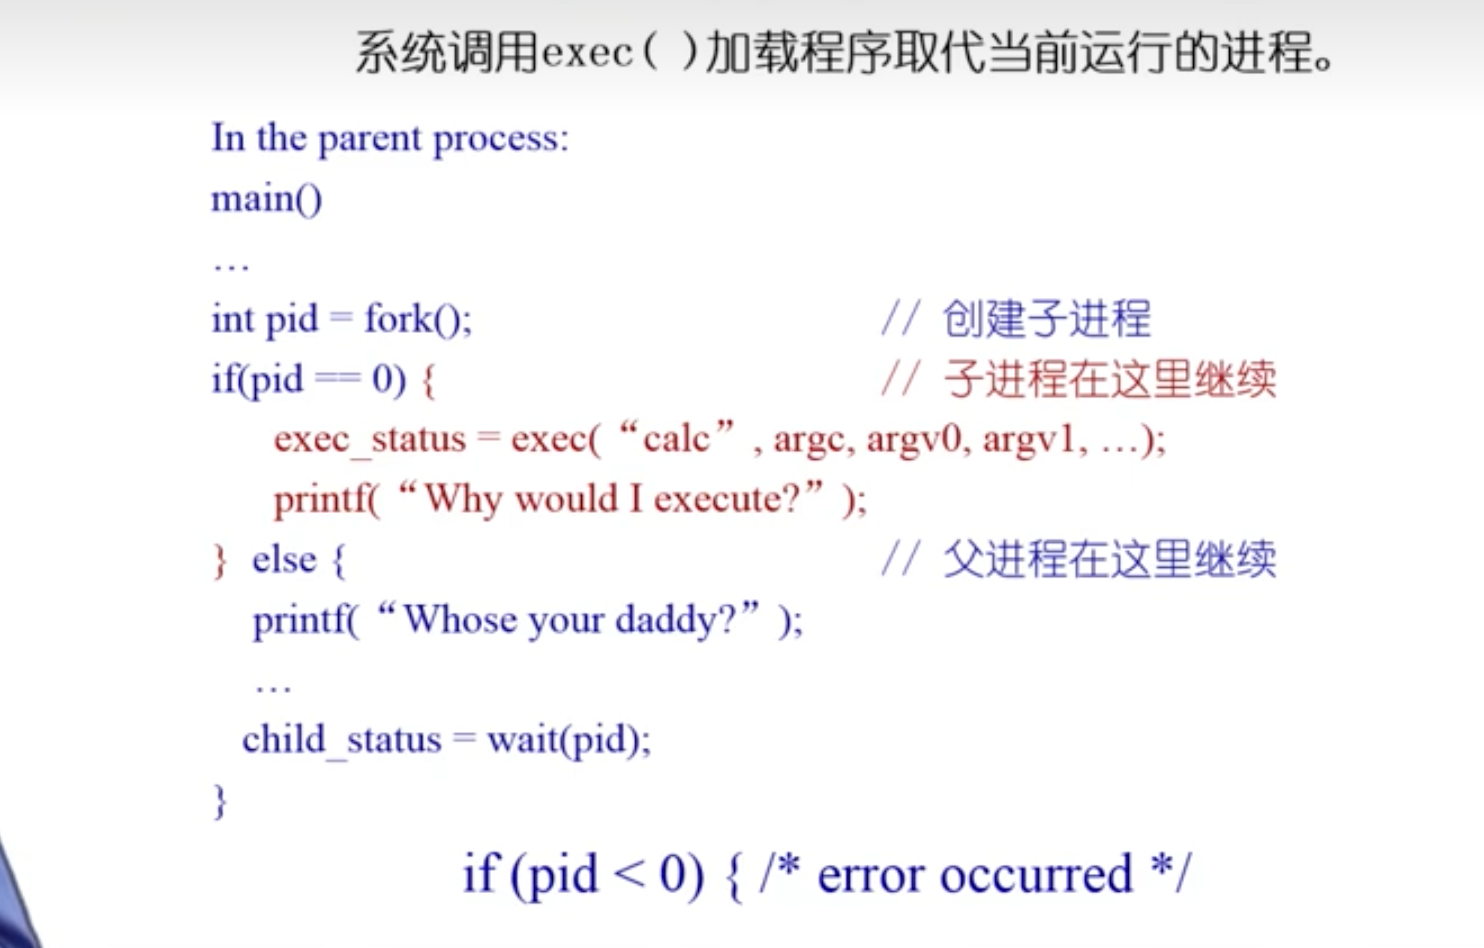 系统调用exec( )加载程序取代当前运行的进程。
In the parent process:
main()
…
int pid = fork(); // 创建子进程
if(pid == 0) { // 子进程在这里继续
exec_status = exec( “calc” , argc, argv0, argv1, …);
printf( “Why would I execute?” );
} else { // 父进程在这里继续
printf( “Whose your daddy?” );
…
child_status = wait(pid);
}
if (pid < 0) { /* error occurred */